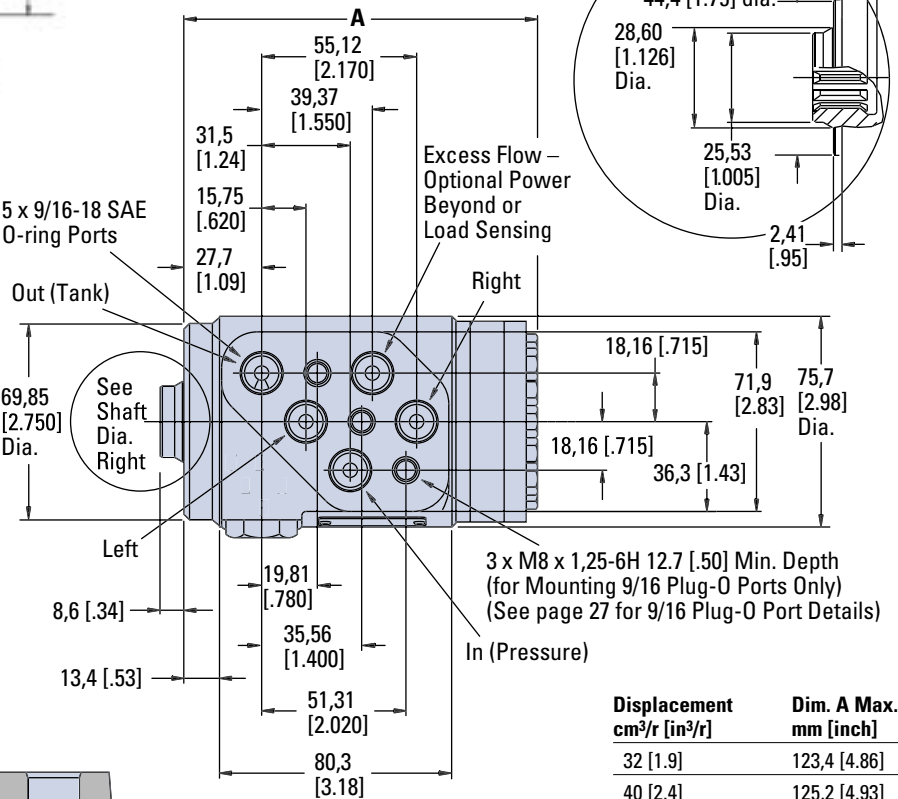 A
55,12
[2.170]
39,37
[1.550]
31,5
[1.24]
15,75
[.620]
27,7
[1.09]
5 x 9/16-18 SAE
O-ring Ports
Out (Tank)
Excess Flow –
Optional Power
Beyond or
Load Sensing
Right
44,4 [1.75] dia.
28,60
[1.126]
Dia.
25,53
[1.005]
Dia.
2,41
[.95]
69,85
[2.750]
Dia.
See
Shaft
Dia.
Right
18,16 [.715]
71,9
[2.83]
75,7
[2.98]
Dia.
18,16 [.715]
36,3 [1.43]
Left
8,6 [.34]
13,4 [.53]
19,81
[.780]
35,56
[1.400]
51,31
[2.020]
80,3
[3.18]
3 x M8 x 1,25-6H 12.7 [.50] Min. Depth
(for Mounting 9/16 Plug-O Ports Only)
(See page 27 for 9/16 Plug-O Port Details)
In (Pressure)
Displacement Dim. A Max.
cm³/r [in³/r] mm [inch]
32 [1.9] 123,4 [4.86]
40 [2.4] 125,2 [4.93]